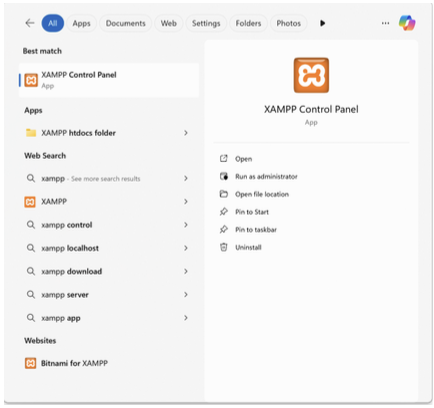 All Apps Documents Web Settings Folders Photos
Best match
XAMPP Control Panel
App
Apps
XAMPP htdocs folder
Web Search
xampp - See more search results
XAMPP
xampp control
xampp localhost
xampp download
xampp server
xampp app
Websites
Bitnami for XAMPP
XAMPP Control Panel
App
Open
Run as administrator
Open file location
Pin to Start
Pin to taskbar
Uninstall